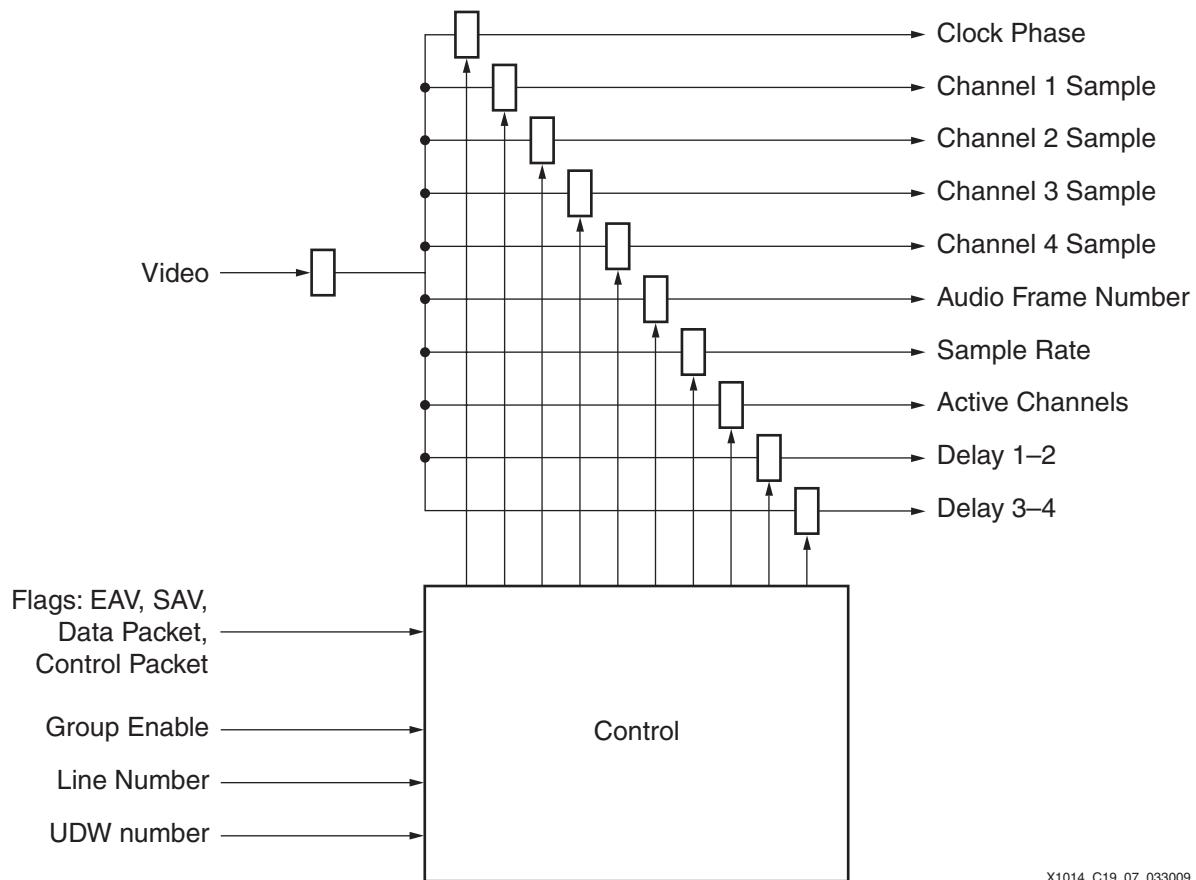 Clock Phase
Channel 1 Sample
Channel 2 Sample
Channel 3 Sample
Channel 4 Sample
Video
Audio Frame Number
Sample Rate
Active Channels
Delay 1–2
Delay 3–4
Flags: EAV, SAV,
Data Packet,
Control Packet
Group Enable
Control
Line Number
UDW number
X1014_C19_07_033009